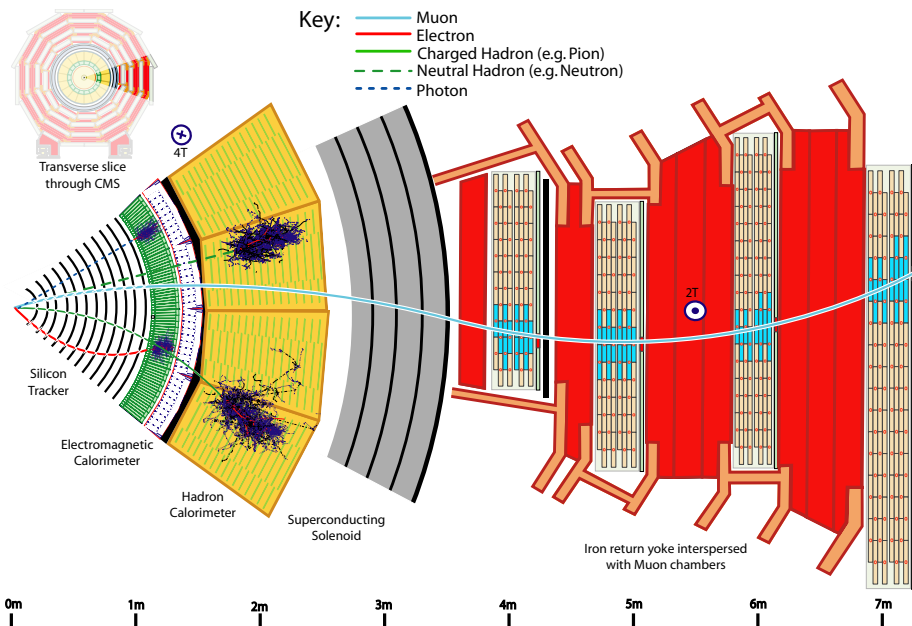 Key:
Muon
Electron
Charged Hadron (e.g. Pion)
Neutral Hadron (e.g. Neutron)
Photon
Transverse slice
through CMS
4T
2T
Silicon
Tracker
Electromagnetic
Calorimeter
Hadron
Calorimeter
Superconducting
Solenoid
Iron return yoke interspersed
with Muon chambers
0m
1m
2m
3m
4m
5m
6m
7m